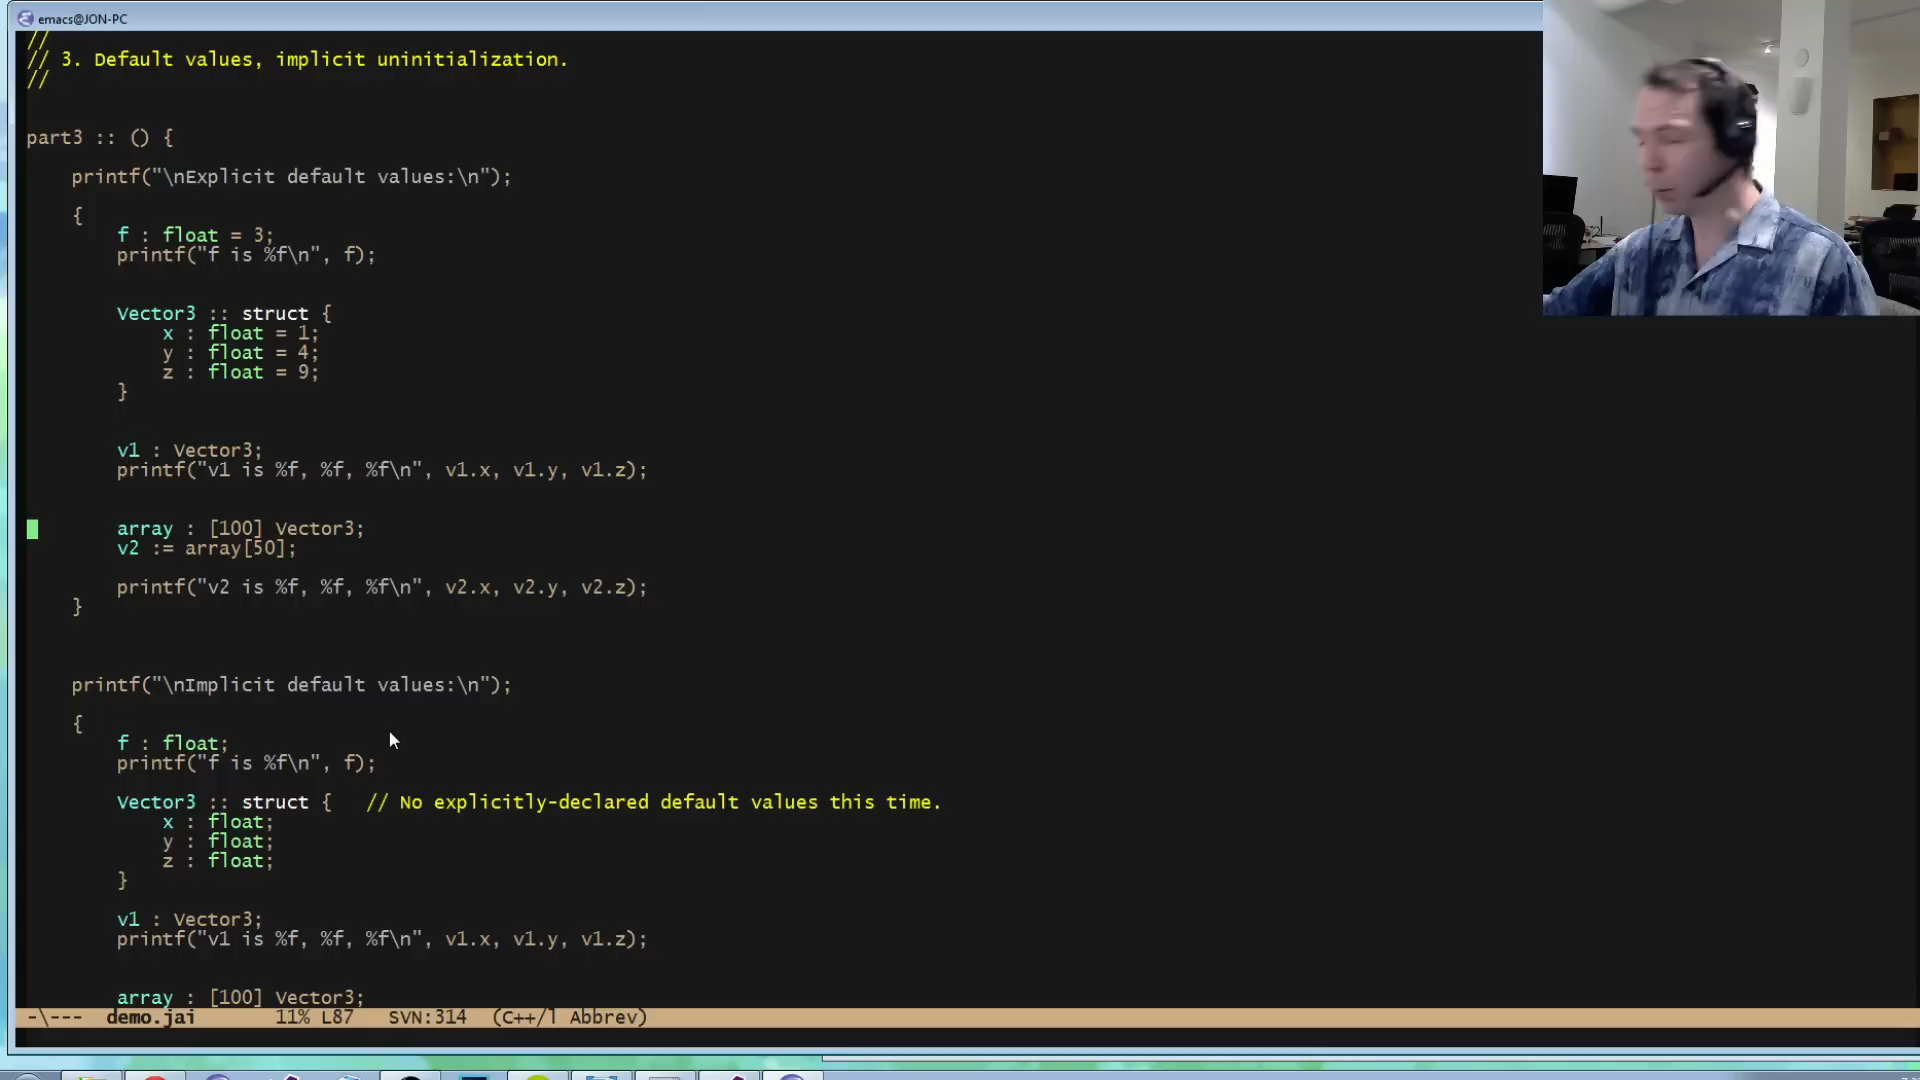 emacs@JON-PC
//
// 3. Default values, implicit uninitialization.
//
part3 :: () {
printf("\nExplicit default values:\n");
{
f : float = 3;
printf("f is %f\n", f);
Vector3 :: struct {
x : float = 1;
y : float = 4;
z : float = 9;
}
v1 : Vector3;
printf("v1 is %f, %f, %f\n", v1.x, v1.y, v1.z);
array : [100] Vector3;
v2 := array[50];
printf("v2 is %f, %f, %f\n", v2.x, v2.y, v2.z);
}
printf("\nImplicit default values:\n");
{
f : float;
printf("f is %f\n", f);
Vector3 :: struct { // No explicitly-declared default values this time.
x : float;
y : float;
z : float;
}
v1 : Vector3;
printf("v1 is %f, %f, %f\n", v1.x, v1.y, v1.z);
array : [100] Vector3;
-\--- demo.jai 11% L87 SVN:314 (C++/l Abbrev)